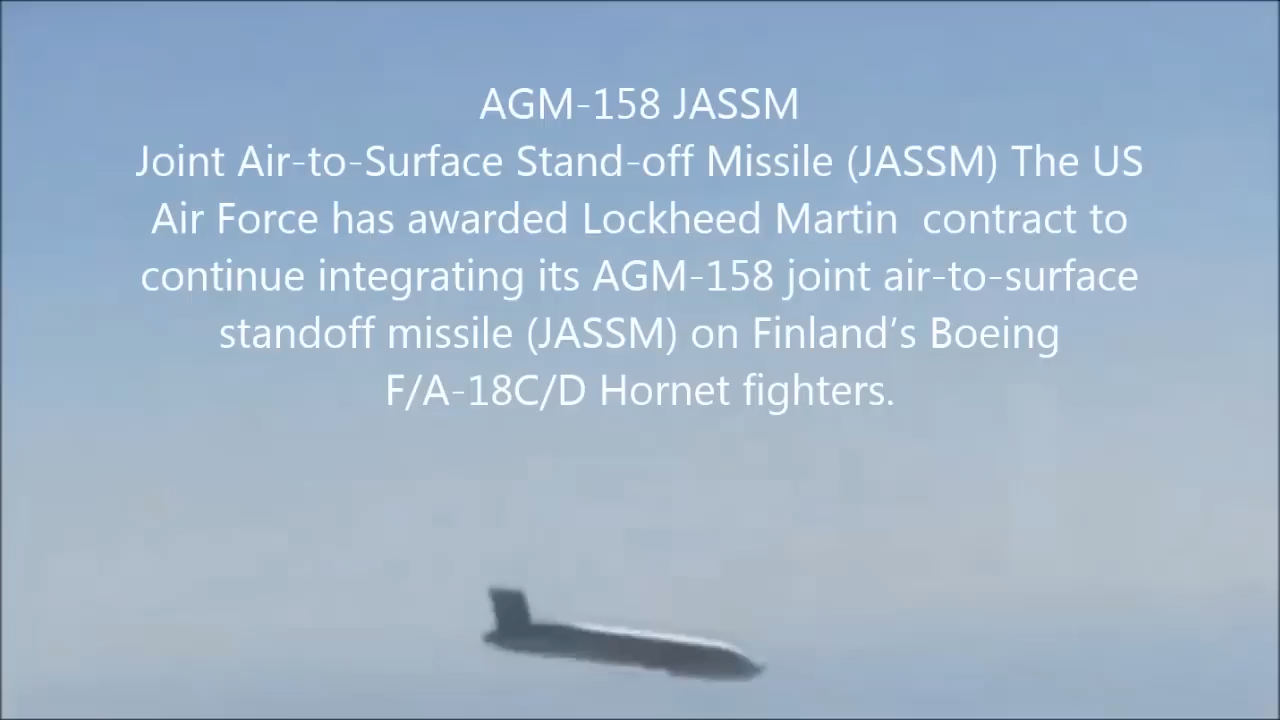 AGM-158 JASSM
Joint Air-to-Surface Stand-off Missile (JASSM) The US
Air Force has awarded Lockheed Martin  contract to
continue integrating its AGM-158 joint air-to-surface
standoff missile (JASSM) on Finland’s Boeing
F/A-18C/D Hornet fighters.